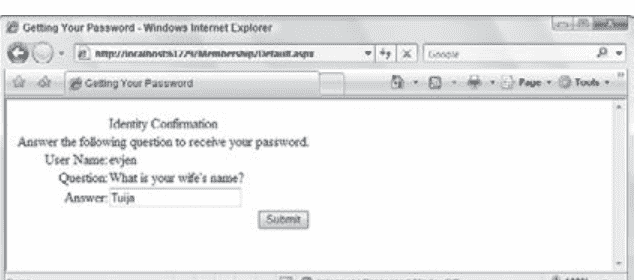 Getting Your Password - Windows Internet Explorer
http://localhost:61729/Membership/Default.aspx
Google
Getting Your Password
Page
Tools
Identity Confirmation
Answer the following question to receive your password.
User Name: evjen
Question: What is your wife's name?
Answer: Tuija
Submit